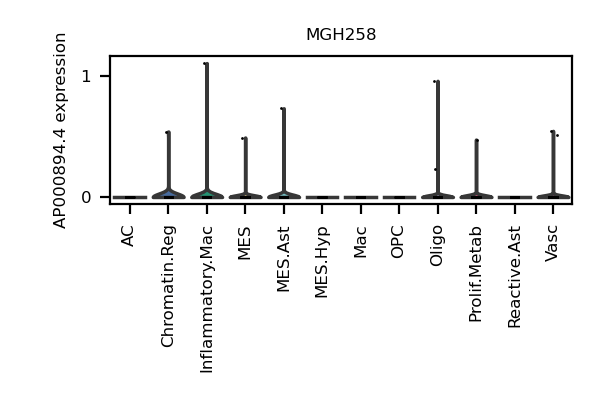 MGH258
AP000894.4 expression
1
0
AC
Chromatin.Reg
Inflammatory.Mac
MES
MES.Ast
MES.Hyp
Mac
OPC
Oligo
Prolif.Metab
Reactive.Ast
Vasc